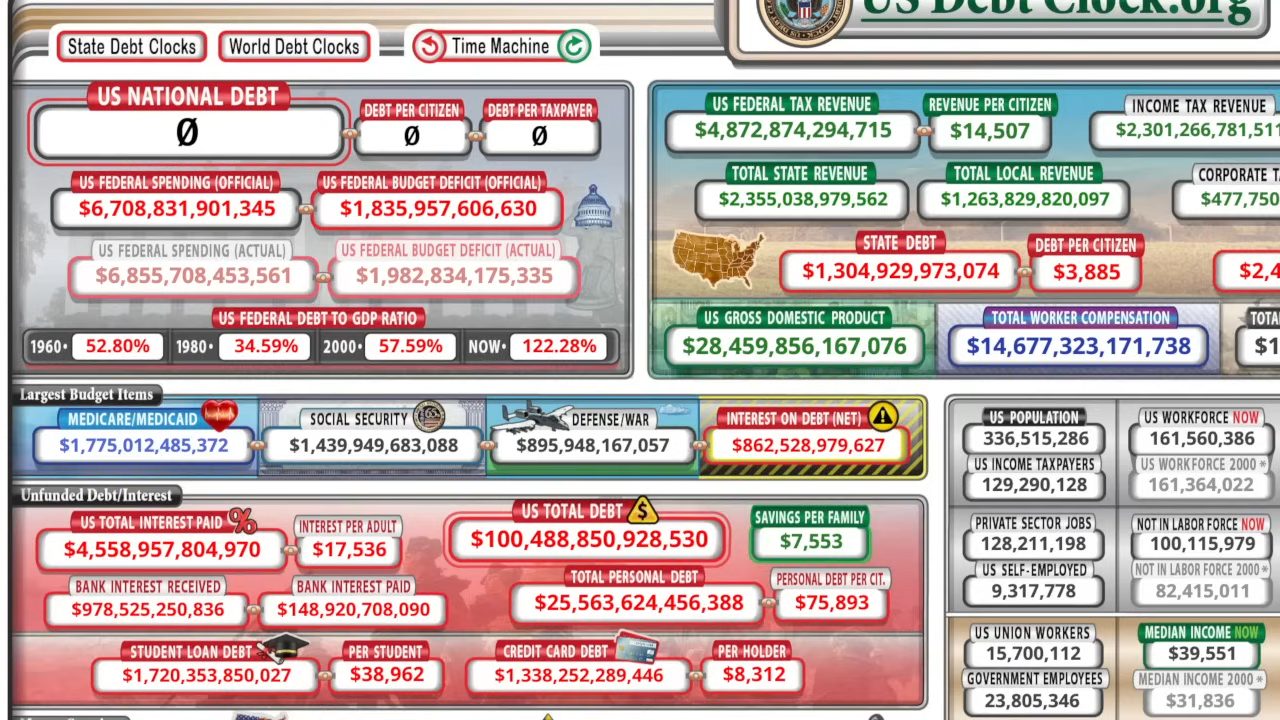 US Debt Clock.org
State Debt Clocks
World Debt Clocks
Time Machine
US NATIONAL DEBT
Ø
DEBT PER CITIZEN
Ø
DEBT PER TAXPAYER
Ø
US FEDERAL SPENDING (OFFICIAL)
$6,708,831,901,345
US FEDERAL BUDGET DEFICIT (OFFICIAL)
$1,835,957,606,630
US FEDERAL SPENDING (ACTUAL)
$6,855,708,453,561
US FEDERAL BUDGET DEFICIT (ACTUAL)
$1,982,834,175,335
US FEDERAL DEBT TO GDP RATIO
1960• 52.80% 1980• 34.59% 2000• 57.59% NOW• 122.28%
US FEDERAL TAX REVENUE
$4,872,874,294,715
REVENUE PER CITIZEN
$14,507
INCOME TAX REVENUE
$2,301,266,781,511
TOTAL STATE REVENUE
$2,355,038,979,562
TOTAL LOCAL REVENUE
$1,263,829,820,097
CORPORATE TA
$477,750
STATE DEBT
$1,304,929,973,074
DEBT PER CITIZEN
$3,885
$2,4
US GROSS DOMESTIC PRODUCT
$28,459,856,167,076
TOTAL WORKER COMPENSATION
$14,677,323,171,738
TOTA
$1
Largest Budget Items
MEDICARE/MEDICAID
$1,775,012,485,372
SOCIAL SECURITY
$1,439,949,683,088
DEFENSE/WAR
$895,948,167,057
INTEREST ON DEBT (NET)
$862,528,979,627
Unfunded Debt/Interest
US TOTAL INTEREST PAID %
$4,558,957,804,970
INTEREST PER ADULT
$17,536
US TOTAL DEBT $
$100,488,850,928,530
SAVINGS PER FAMILY
$7,553
BANK INTEREST RECEIVED
$978,525,250,836
BANK INTEREST PAID
$148,920,708,090
TOTAL PERSONAL DEBT
$25,563,624,456,388
PERSONAL DEBT PER CIT.
$75,893
STUDENT LOAN DEBT
$1,720,353,850,027
PER STUDENT
$38,962
CREDIT CARD DEBT
$1,338,252,289,446
PER HOLDER
$8,312
US POPULATION
336,515,286
US INCOME TAXPAYERS
129,290,128
US WORKFORCE NOW
161,560,386
US WORKFORCE 2000*
161,364,022
PRIVATE SECTOR JOBS
128,211,198
US SELF-EMPLOYED
9,317,778
NOT IN LABOR FORCE NOW
100,115,979
NOT IN LABOR FORCE 2000*
82,415,011
US UNION WORKERS
15,700,112
GOVERNMENT EMPLOYEES
23,805,346
MEDIAN INCOME NOW
$39,551
MEDIAN INCOME 2000*
$31,836